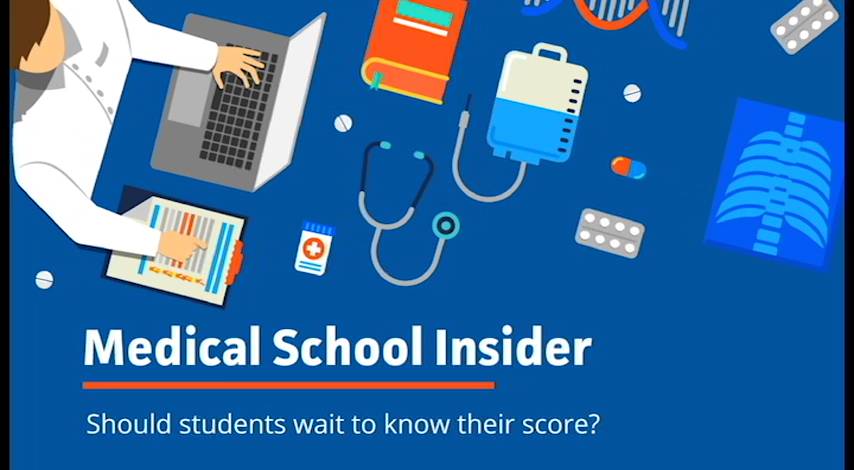 Medical School Insider
Should students wait to know their score?